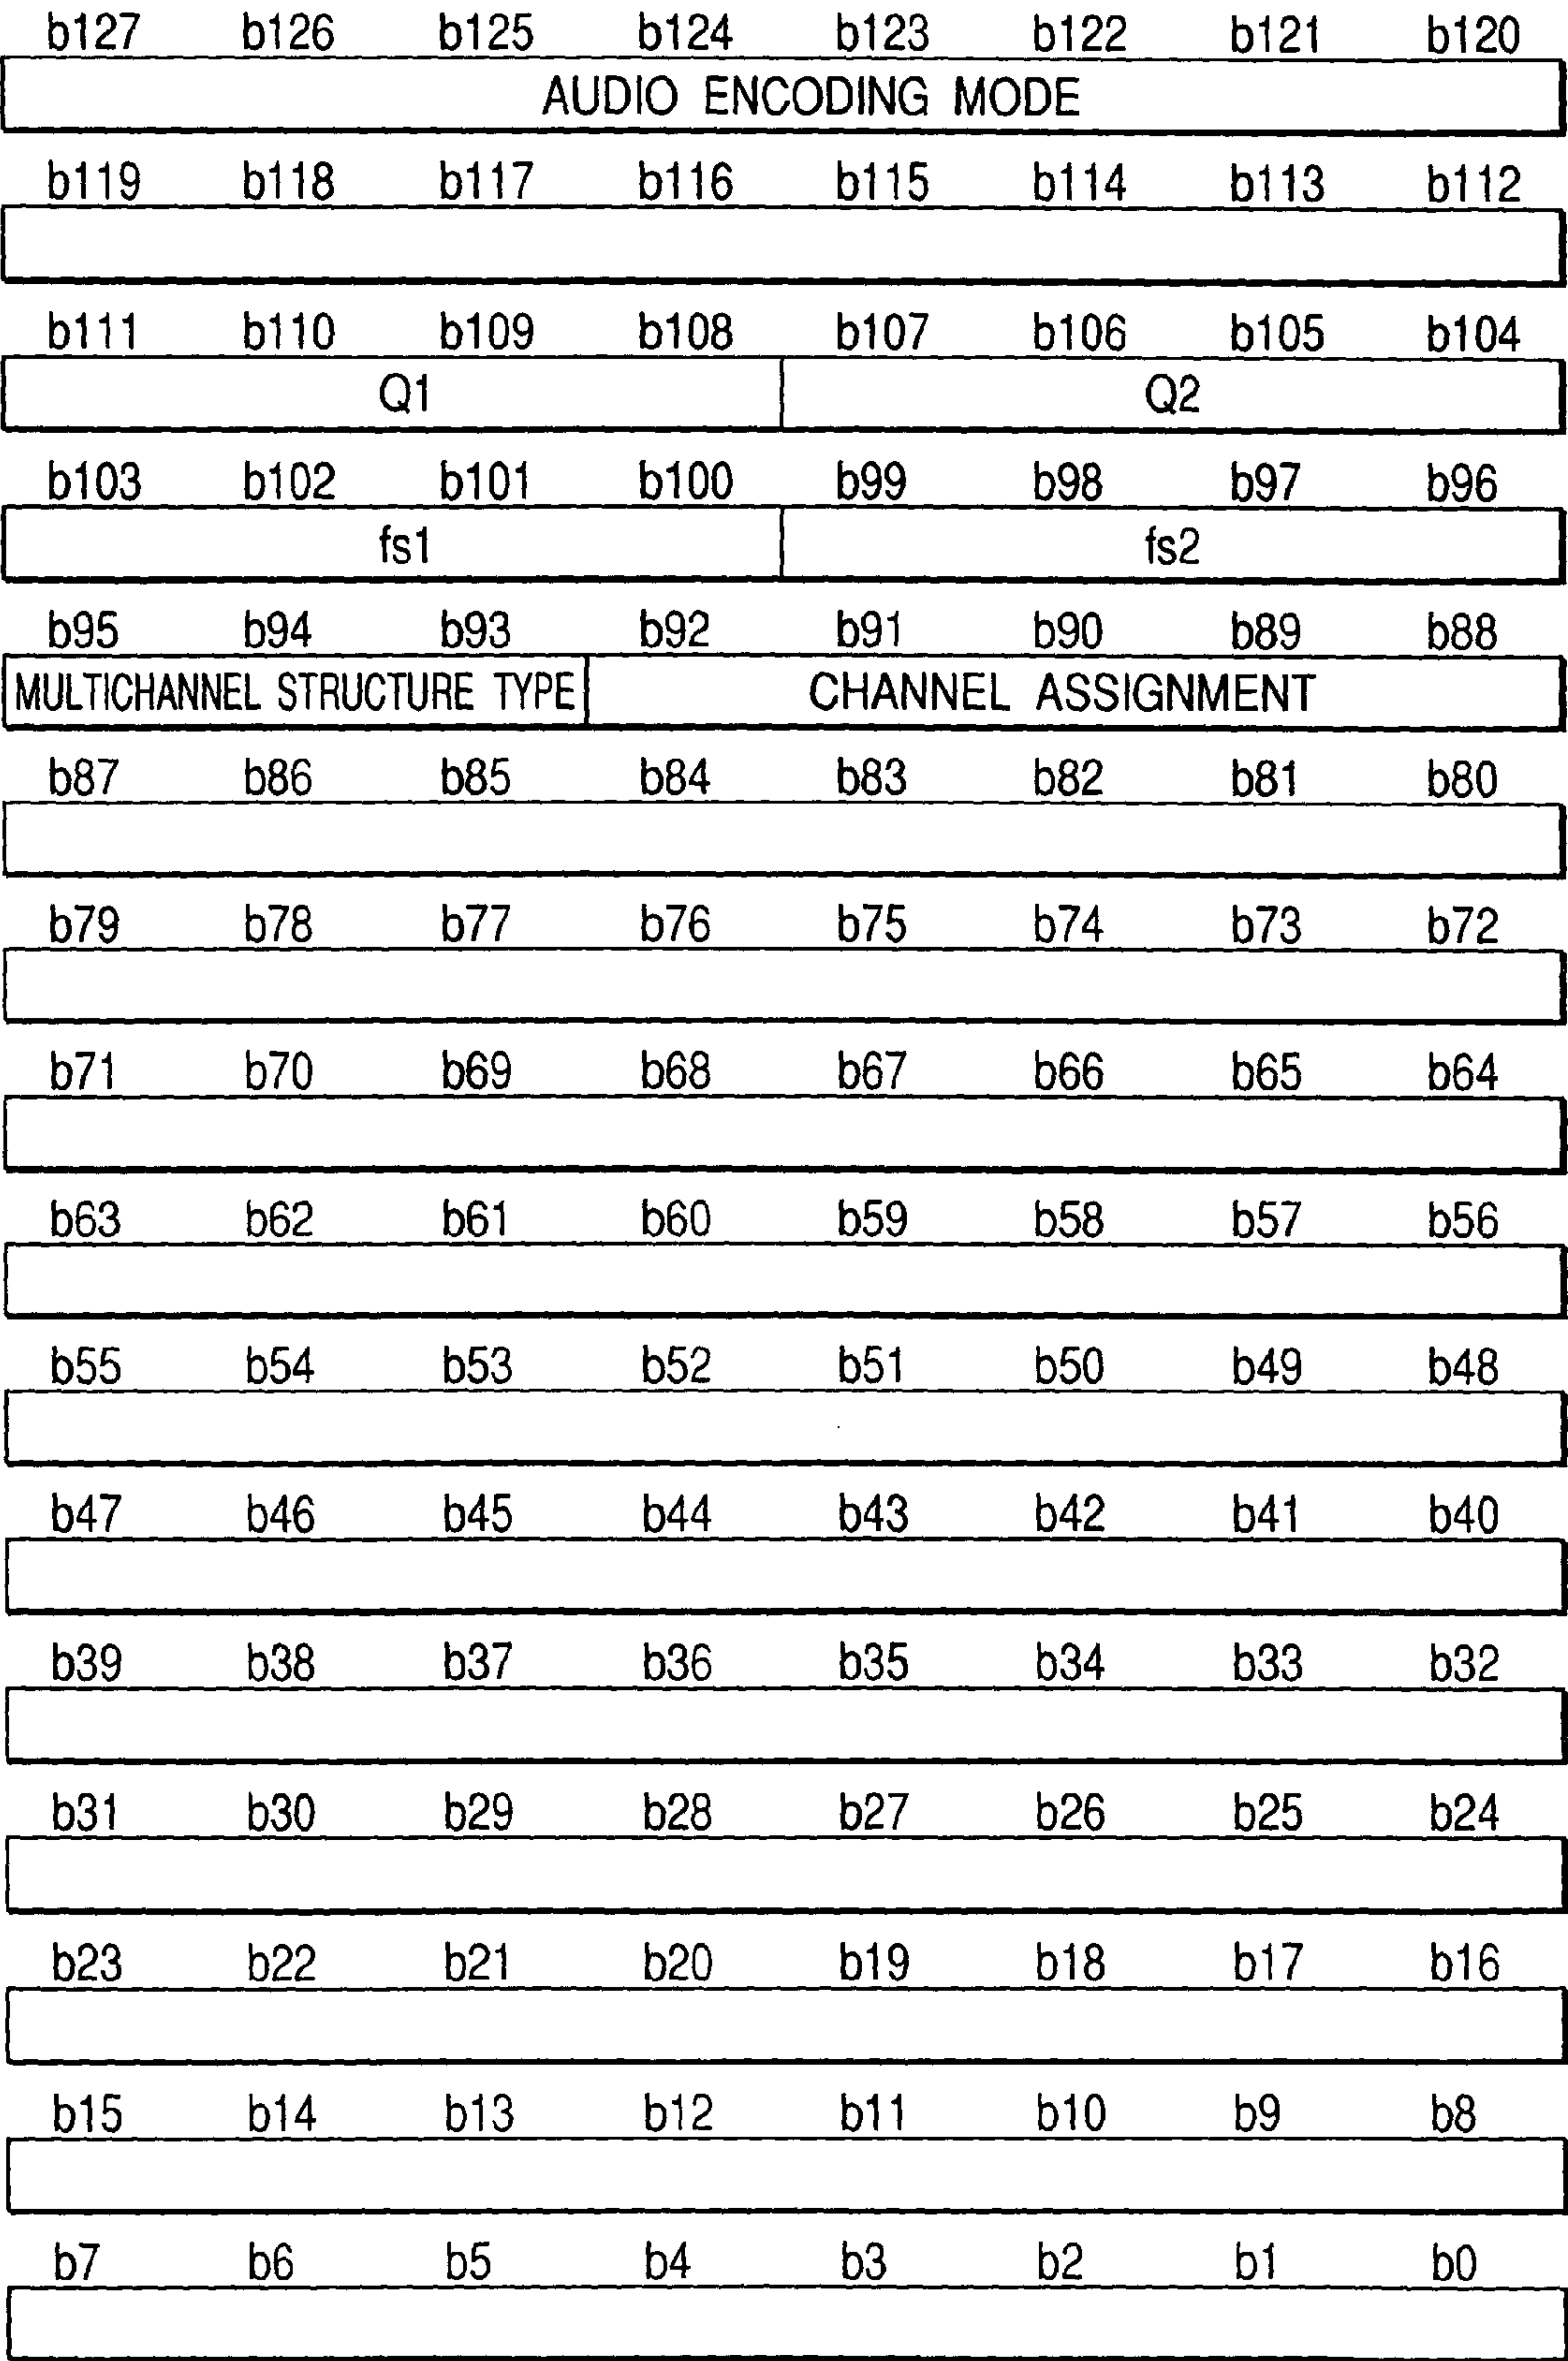 b127 b126 b125 b124 b123 b122 b121 b120
AUDIO ENCODING MODE
b119 b118 b117 b116 b115 b114 b113 b112
b111 b110 b109 b108 b107 b106 b105 b104
Q1 Q2
b103 b102 b101 b100 b99 b98 b97 b96
fs1 fs2
b95 b94 b93 b92 b91 b90 b89 b88
MULTICHANNEL STRUCTURE TYPE CHANNEL ASSIGNMENT
b87 b86 b85 b84 b83 b82 b81 b80
b79 b78 b77 b76 b75 b74 b73 b72
b71 b70 b69 b68 b67 b66 b65 b64
b63 b62 b61 b60 b59 b58 b57 b56
b55 b54 b53 b52 b51 b50 b49 b48
b47 b46 b45 b44 b43 b42 b41 b40
b39 b38 b37 b36 b35 b34 b33 b32
b31 b30 b29 b28 b27 b26 b25 b24
b23 b22 b21 b20 b19 b18 b17 b16
b15 b14 b13 b12 b11 b10 b9 b8
b7 b6 b5 b4 b3 b2 b1 b0